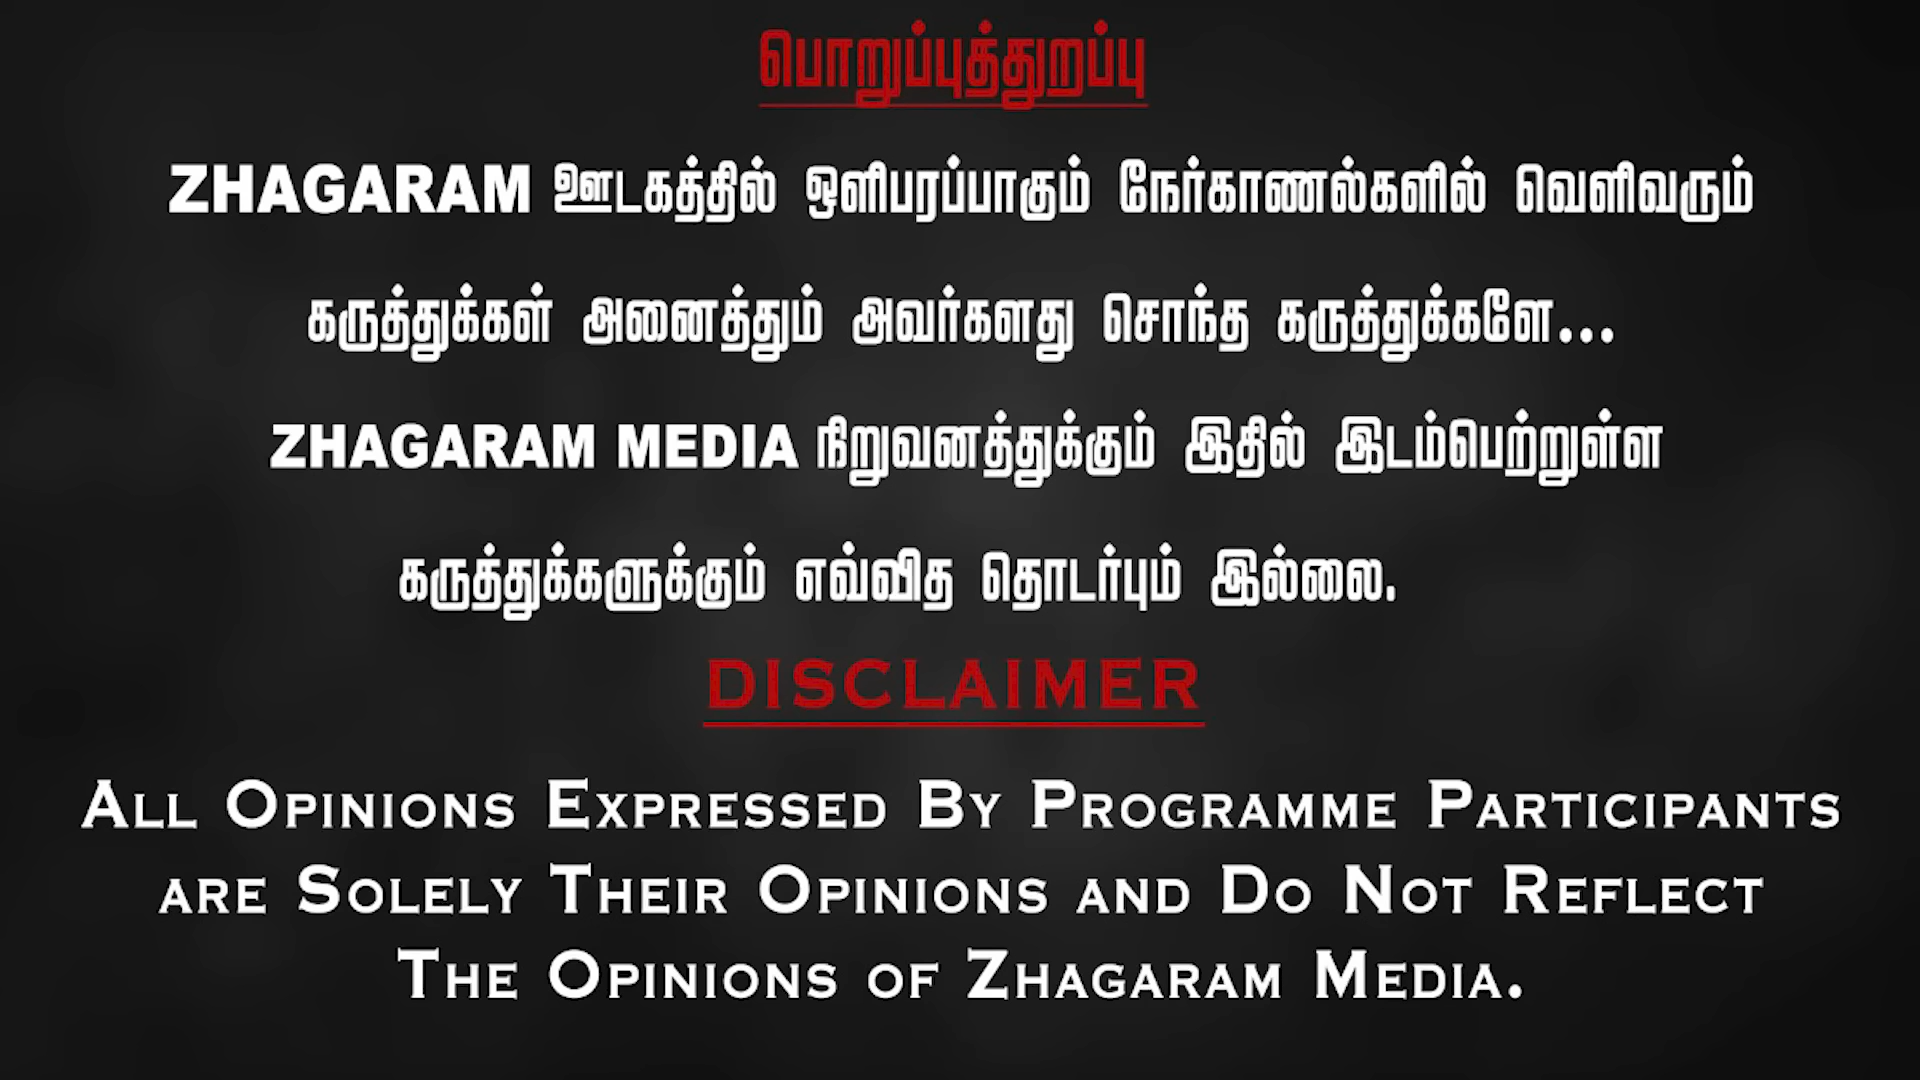 பொறுப்புத்துறப்பு
ZHAGARAM ஊடகத்தில் ஒளிபரப்பாகும் நேர்காணல்களில் வெளிவரும்
கருத்துக்கள் அனைத்தும் அவர்களது சொந்த கருத்துக்களே...
ZHAGARAM MEDIA நிறுவனத்துக்கும் இதில் இடம்பெற்றுள்ள
கருத்துக்களுக்கும் எவ்வித தொடர்பும் இல்லை.
DISCLAIMER
All Opinions Expressed By Programme Participants
are Solely Their Opinions and Do Not Reflect
The Opinions of Zhagaram Media.